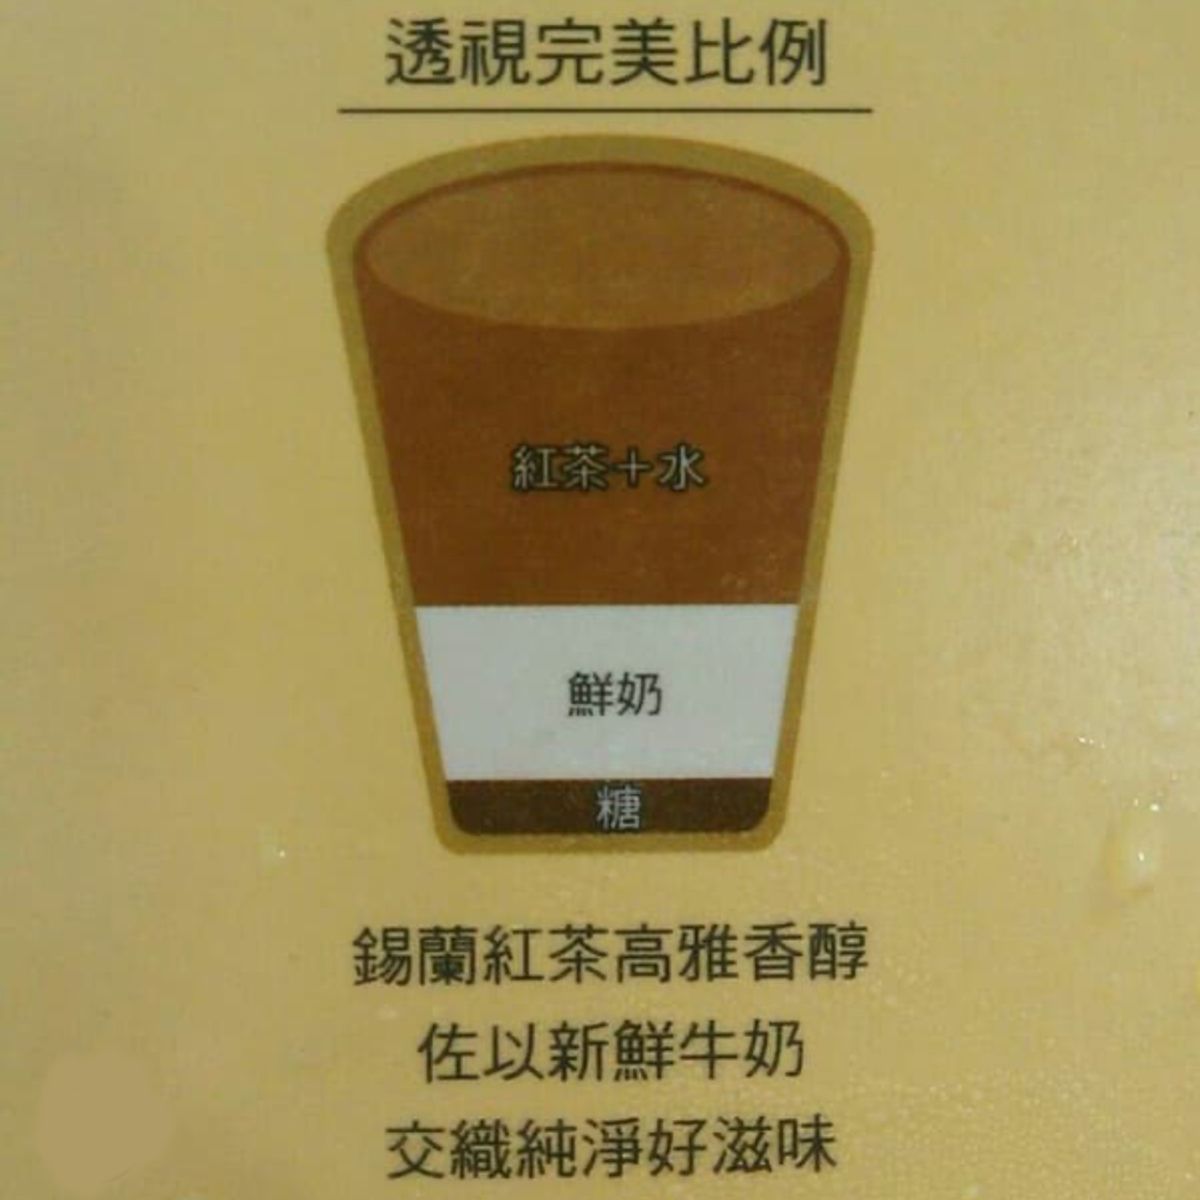 透視完美比例
紅茶+水
鮮奶
糖
錫蘭紅茶高雅香醇
佐以新鮮牛奶
交織純淨好滋味